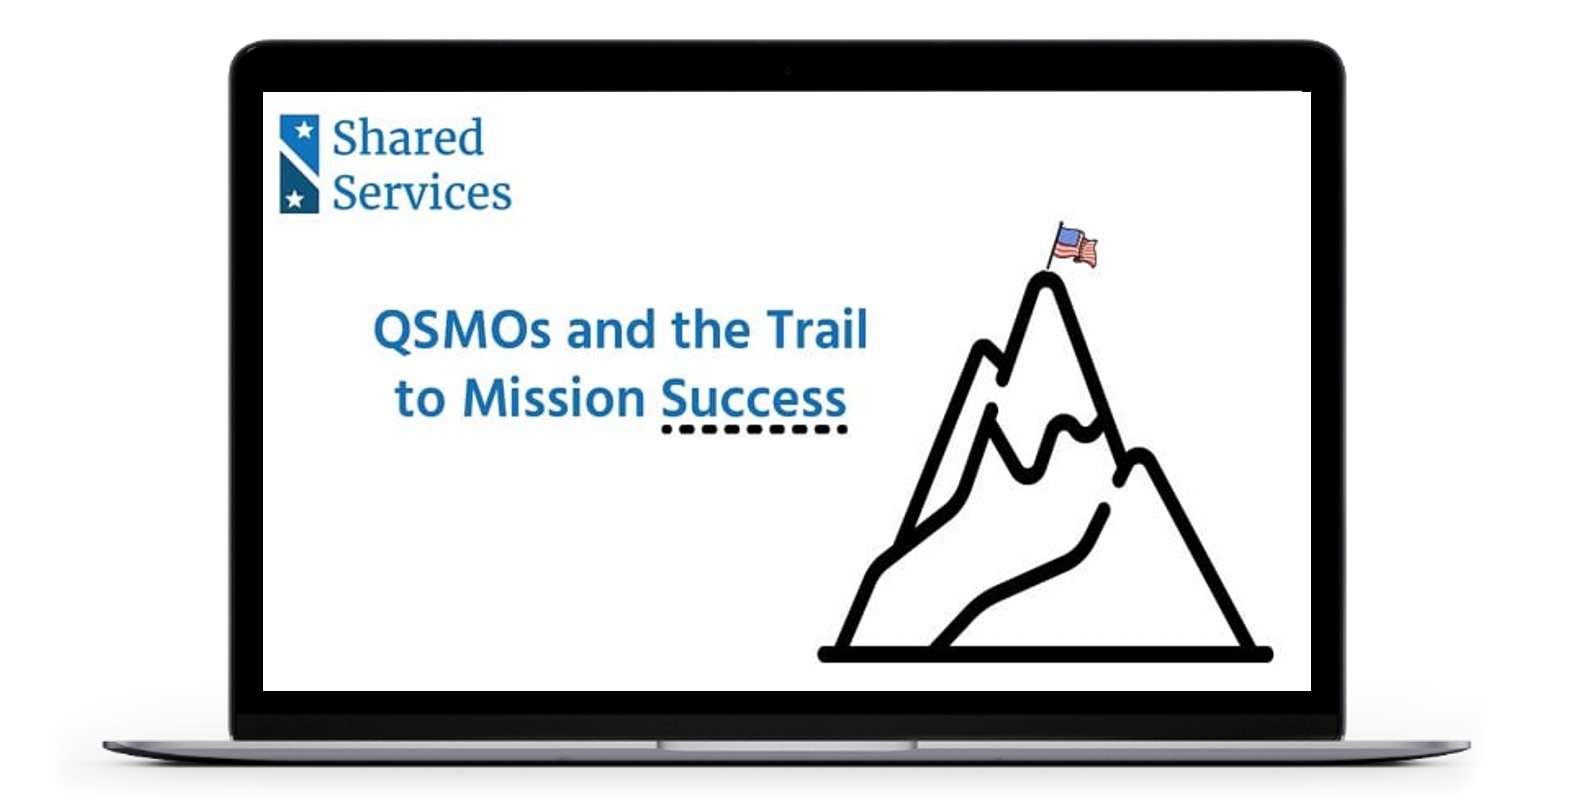 Shared
Services
QSMOs and the Trail
to Mission Success